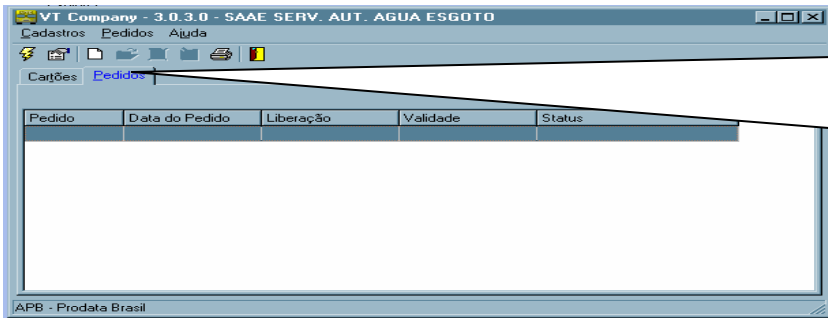 VT Company - 3.0.3.0 - SAAE SERV. AUT. AGUA ESGOTO
Cadastros Pedidos Ajuda
Cartões Pedidos
Pedido Data do Pedido Liberação Validade Status
APB - Prodata Brasil